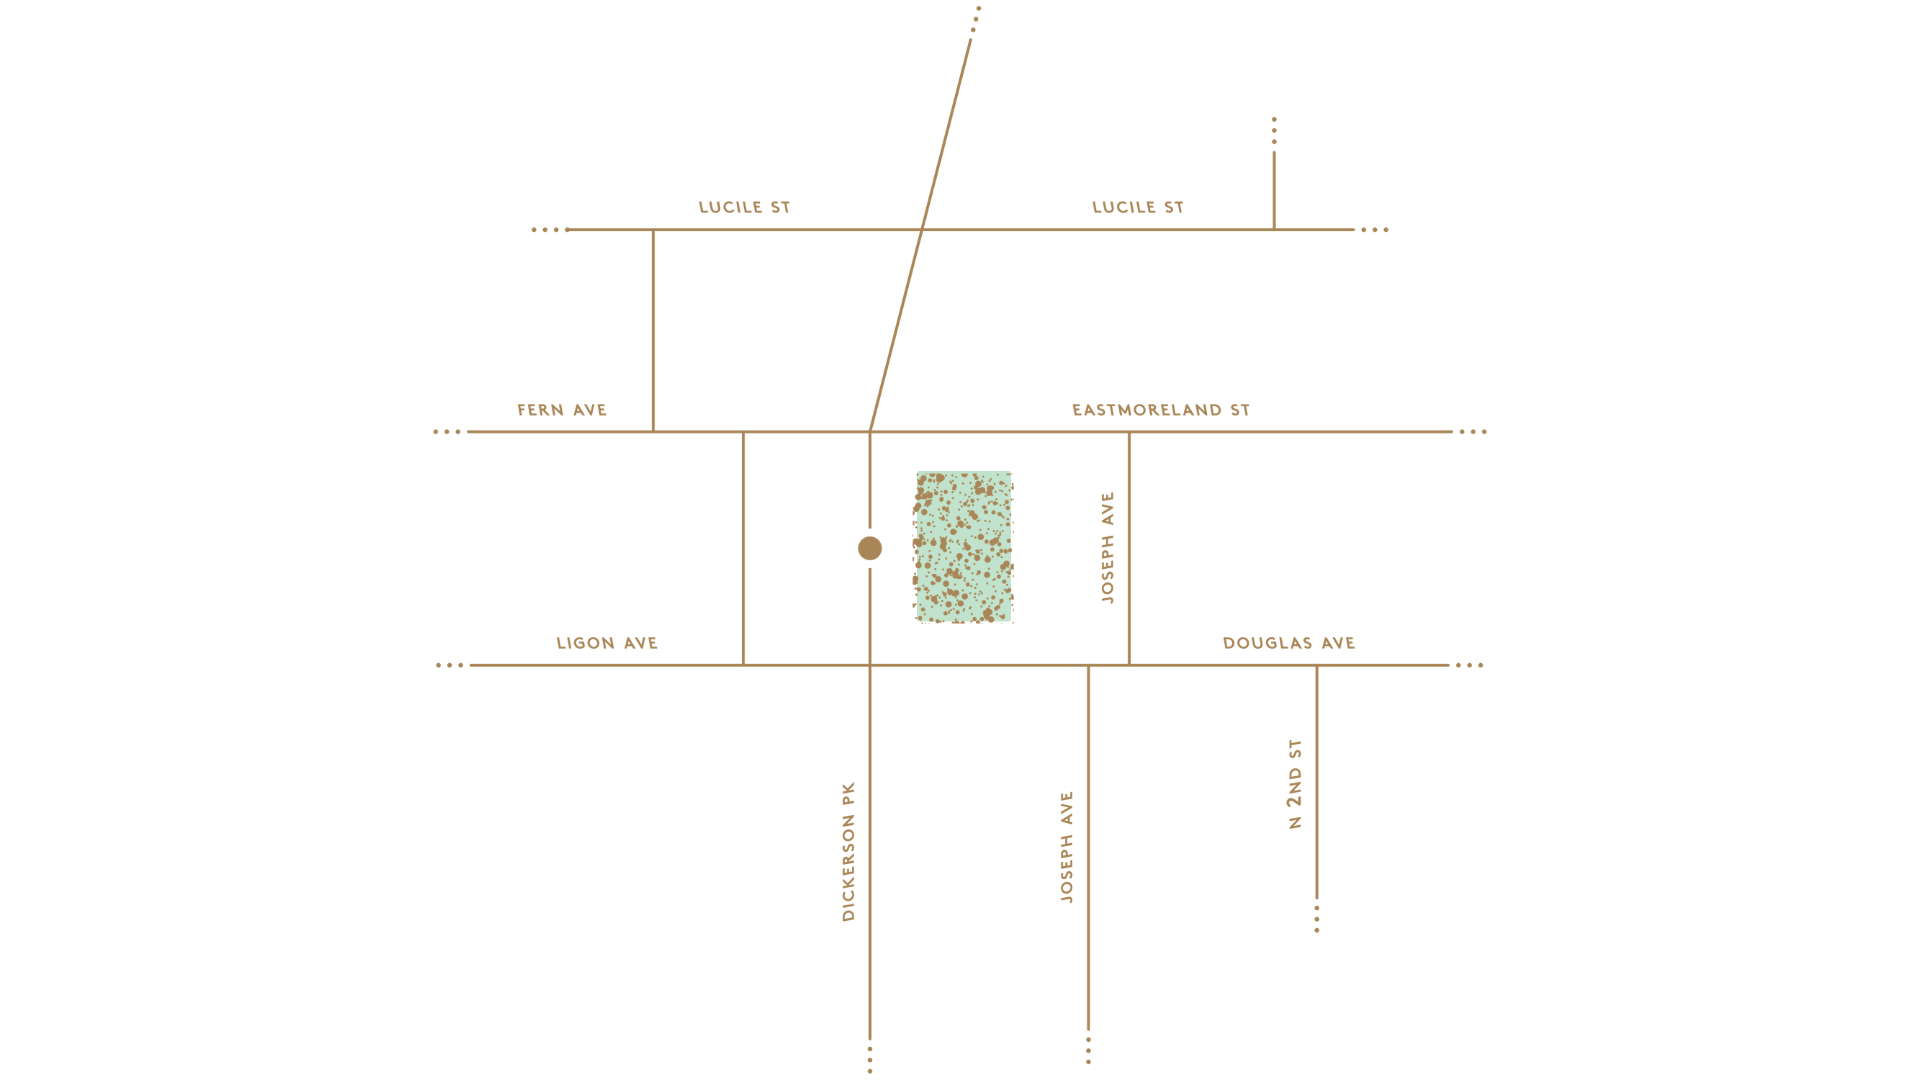 LUCILE ST
LUCILE ST
FERN AVE
EASTMORELAND ST
JOSEPH AVE
LIGON AVE
DOUGLAS AVE
DICKERSON PK
JOSEPH AVE
N 2ND ST